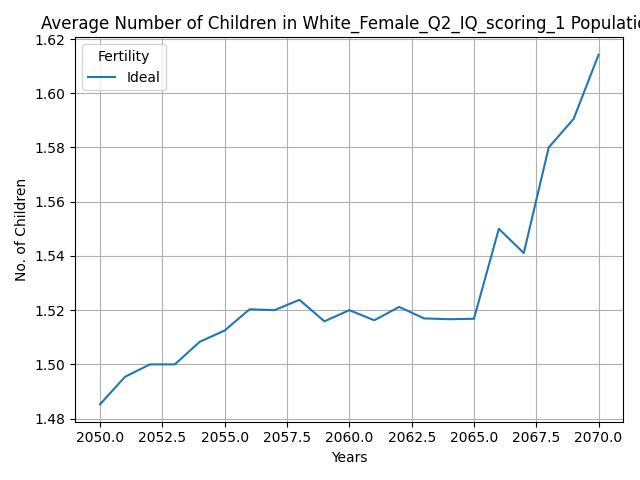 Average Number of Children in White_Female_Q2_IQ_scoring_1 Populatio
Fertility
Ideal
No. of Children
1.62
1.60
1.58
1.56
1.54
1.52
1.50
1.48
2050.0 2052.5 2055.0 2057.5 2060.0 2062.5 2065.0 2067.5 2070.0
Years